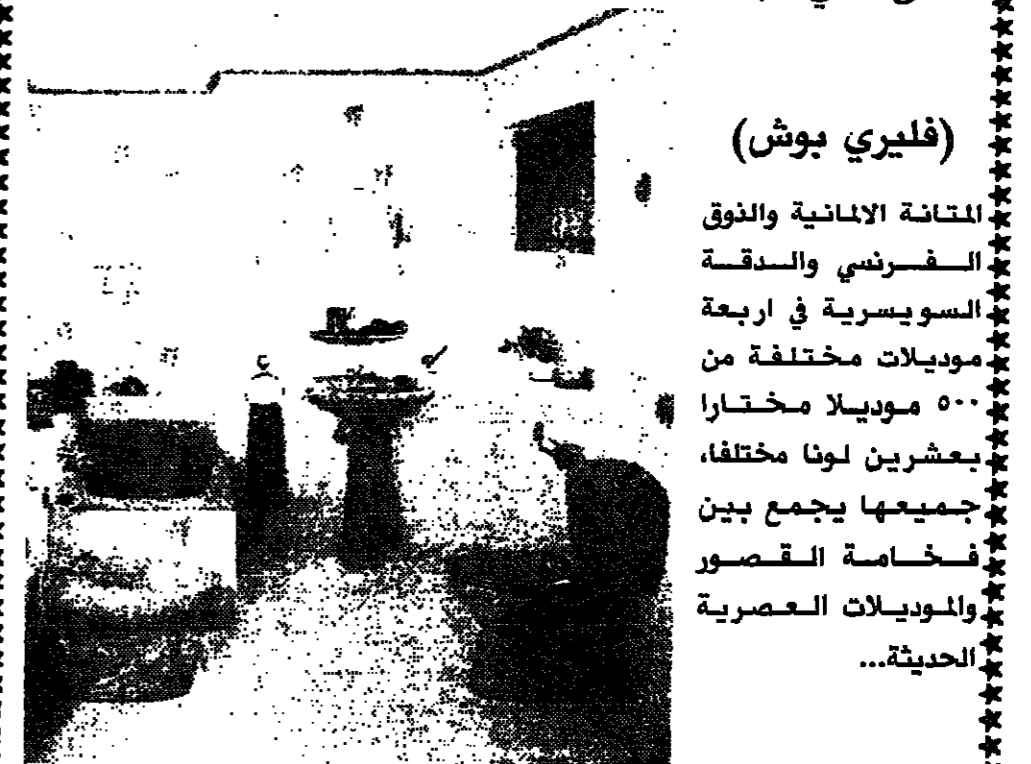 (فليري بوش)
المتانة الالمانية والذوق
الفرنسي والدقة
السويسرية في اربعة
موديلات مختلفة من
٥٠٠ موديلا مختارا
بعشرين لونا مختلفا،
جميعها يجمع بين
فخامة القصور
والموديلات العصرية
الحديثة...